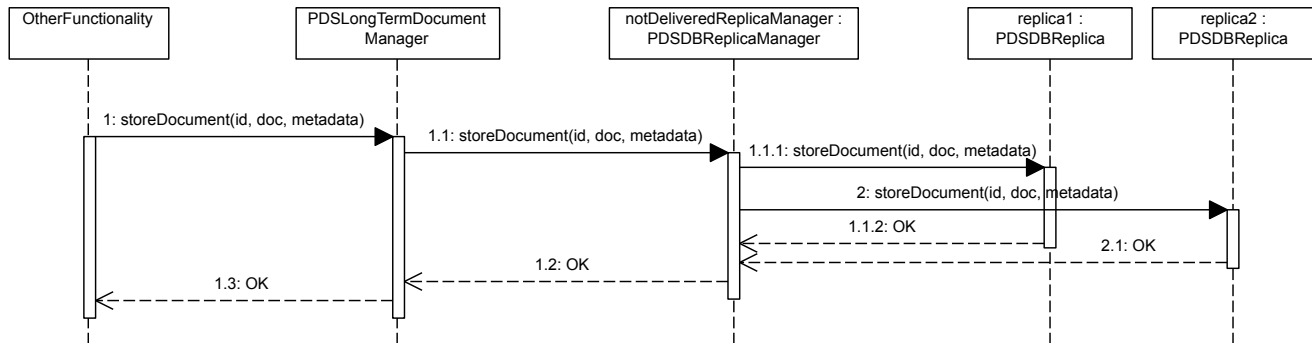 OtherFunctionality
PDSLongTermDocument
Manager
notDeliveredReplicaManager :
PDSDBReplicaManager
replica1 :
PDSDBReplica
replica2 :
PDSDBReplica
1: storeDocument(id, doc, metadata)
1.1: storeDocument(id, doc, metadata)
1.1.1: storeDocument(id, doc, metadata)
2: storeDocument(id, doc, metadata)
1.1.2: OK
2.1: OK
1.2: OK
1.3: OK